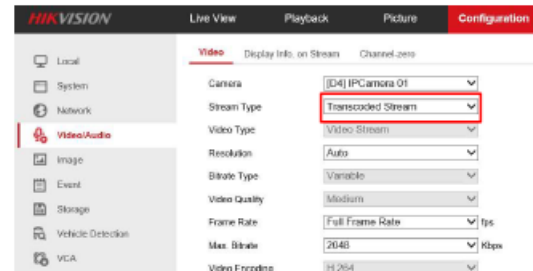 HIKVISION Live View Playback Picture Configuration
Local
System
Network
Video/Audio
Image
Event
Storage
Vehicle Detection
VCA
Video Display Info. on Stream Channel-zero
Camera [D4] IPCamera 01
Stream Type Transcoded Stream
Video Type Video Stream
Resolution Auto
Bitrate Type Variable
Video Quality Medium
Frame Rate Full Frame Rate fps
Max. Bitrate 2048 Kbps
Video Encoding H.264